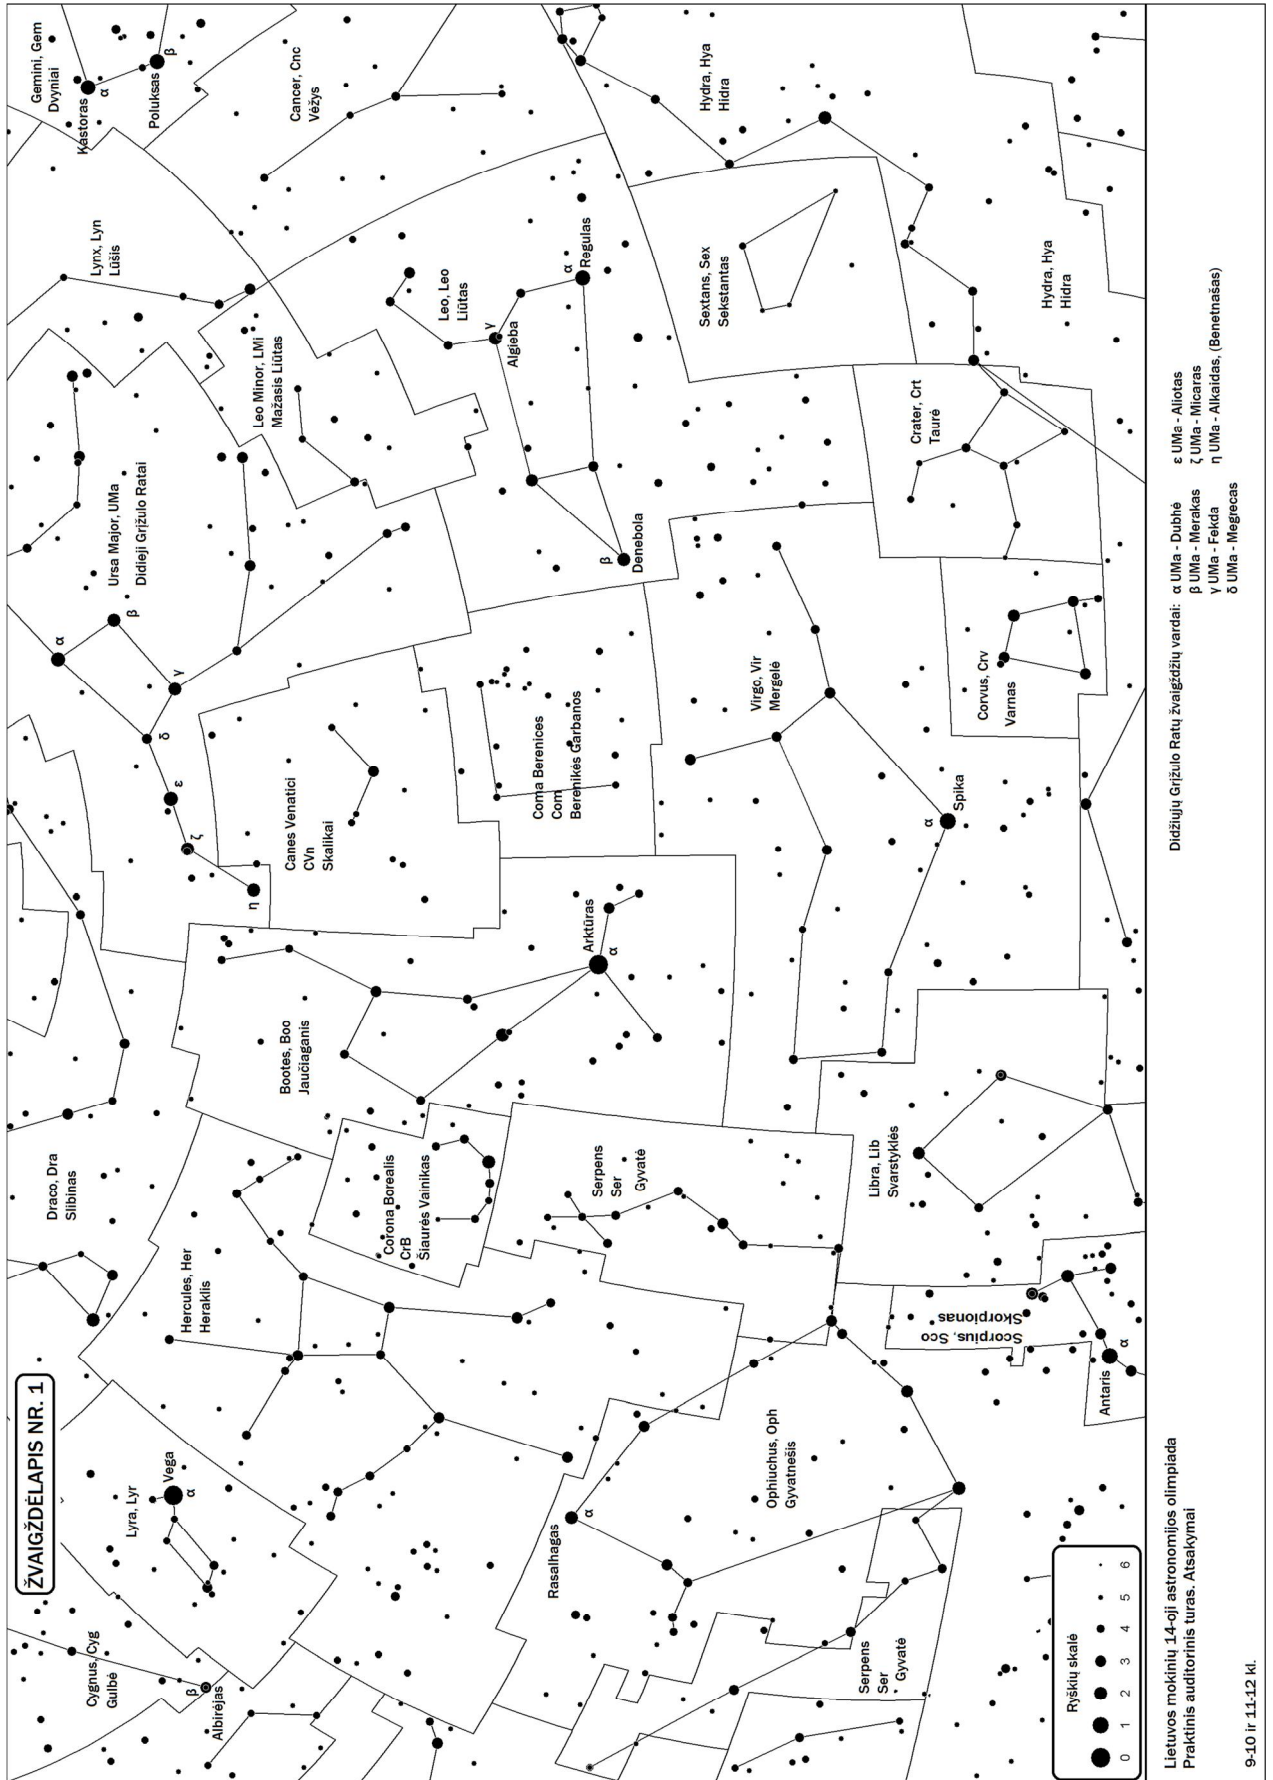 ŽVAIGŽDĖLAPIS NR. 1
Gemini, Gem
Dvyniai
Kastoras
α
Poluksas
β
Cancer, Cnc
Vėžys
Hydra, Hya
Hidra
Lynx, Lyn
Lūšis
Leo, Leo
Liūtas
α
Regulas
γ
Algieba
Sextans, Sex
Sekstantas
Hydra, Hya
Hidra
Leo Minor, LMi
Mažasis Liūtas
Crater, Crt
Taurė
Ursa Major, UMa
Didieji Grįžulo Ratai
α
β
γ
δ
ε
ζ
η
β
Denebola
Canes Venatici
CVn
Skalikai
Coma Berenices
Com
Berenikės Garbanos
Virgo, Vir
Mergelė
Corvus, Crv
Varnas
α
Spika
Arktūras
α
Bootes, Boo
Jaučiaganis
Draco, Dra
Slibinas
Corona Borealis
CrB
Šiaurės Vainikas
Serpens
Ser
Gyvatė
Libra, Lib
Svarstyklės
Hercules, Her
Heraklis
Scorpius, Sco
Skorpionas
Antaris
α
Lyra, Lyr
Vega
α
Rasalhagas
α
Ophiuchus, Oph
Gyvatnešis
Cygnus, Cyg
Gulbė
β
Albirėjas
Serpens
Ser
Gyvatė
Ryškių skalė
0 1 2 3 4 5 6
Didžiųjų Grįžulo Ratų žvaigždžių vardai:
α UMa - Dubhė
β UMa - Merakas
γ UMa - Fekda
δ UMa - Megrecas
ε UMa - Aliotas
ζ UMa - Micaras
η UMa - Alkaidas, (Benetnašas)
Lietuvos mokinių 14-oji astronomijos olimpiada
Praktinis auditorinis turas. Atsakymai
9-10 ir 11-12 kl.